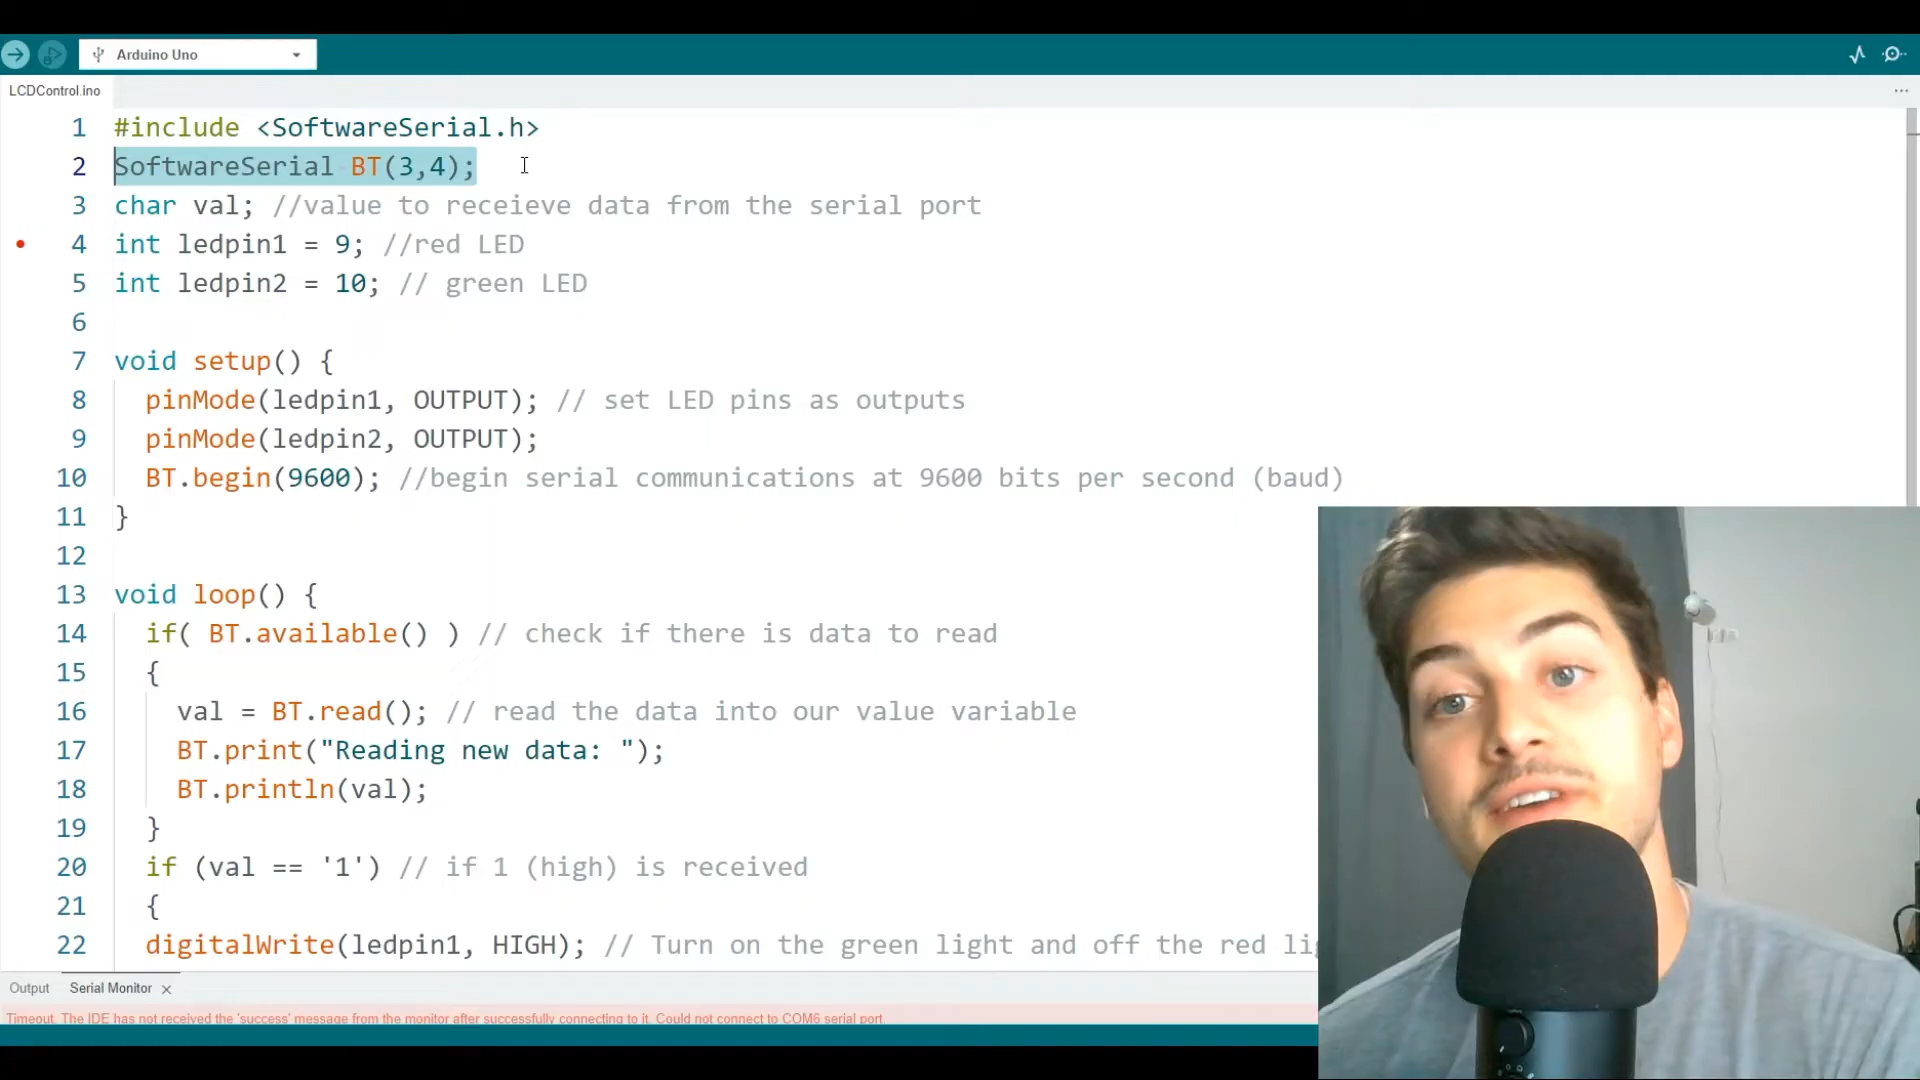 Arduino Uno
LCDControl.ino
1 #include <SoftwareSerial.h>
2 SoftwareSerial BT(3,4);
3 char val; //value to receieve data from the serial port
4 int ledpin1 = 9; //red LED
5 int ledpin2 = 10; // green LED
6
7 void setup() {
8 pinMode(ledpin1, OUTPUT); // set LED pins as outputs
9 pinMode(ledpin2, OUTPUT);
10 BT.begin(9600); //begin serial communications at 9600 bits per second (baud)
11 }
12
13 void loop() {
14 if( BT.available() ) // check if there is data to read
15 {
16 val = BT.read(); // read the data into our value variable
17 BT.print("Reading new data: ");
18 BT.println(val);
19 }
20 if (val == '1') // if 1 (high) is received
21 {
22 digitalWrite(ledpin1, HIGH); // Turn on the green light and off the red li
Output Serial Monitor
Timeout. The IDE has not received the 'success' message from the monitor after successfully connecting to it. Could not connect to COM6 serial port.